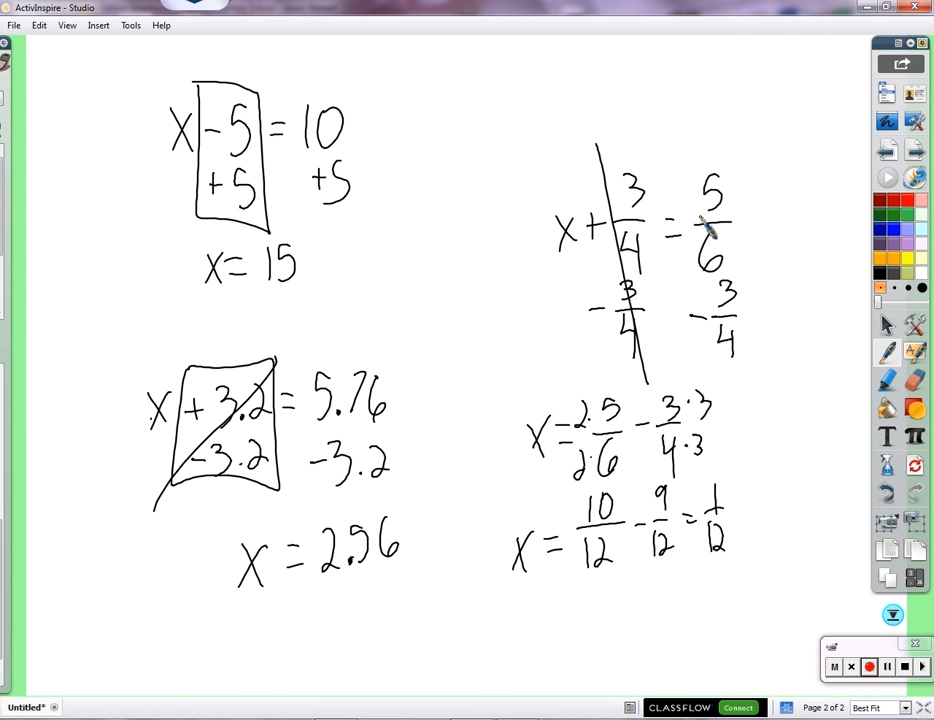 ActivInspire - Studio
File Edit View Insert Tools Help
x - 5 = 10
+ 5 +5
x = 15
x + 3.2 = 5.76
- 3.2 - 3.2
x = 2.56
x + 3/4 = 5/6
- 3/4 - 3/4
x = 2·5/2·6 - 3·3/4·3
x = 10/12 - 9/12 = 1/12
T π
M
Untitled*
CLASSFLOW Connect
Page 2 of 2
Best Fit